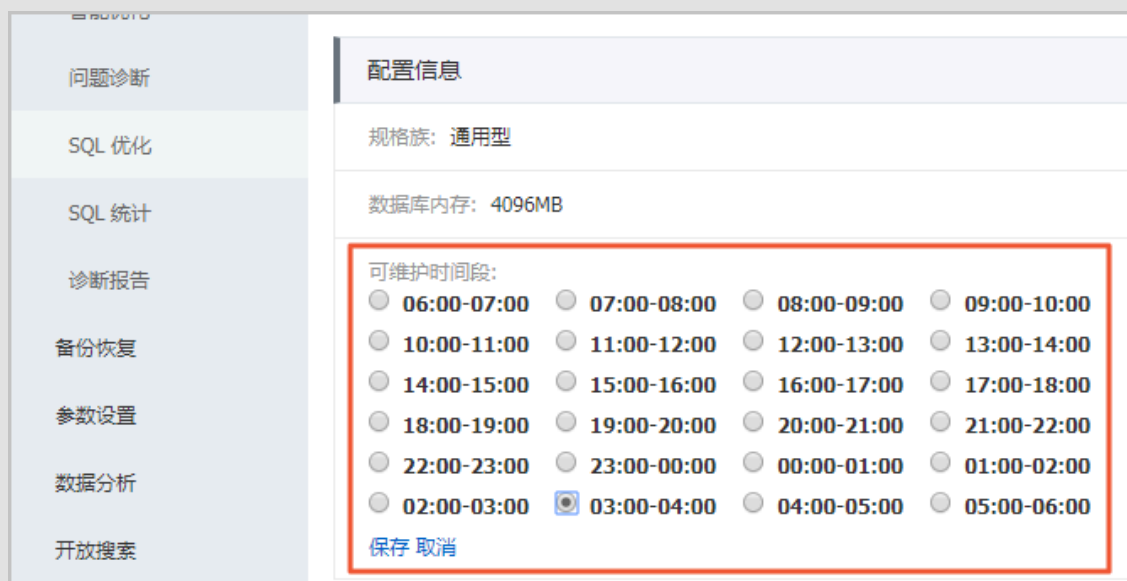 问题诊断
SQL 优化
SQL 统计
诊断报告
备份恢复
参数设置
数据分析
开放搜索
配置信息
规格族: 通用型
数据库内存: 4096MB
可维护时间段:
06:00-07:00 07:00-08:00 08:00-09:00 09:00-10:00
10:00-11:00 11:00-12:00 12:00-13:00 13:00-14:00
14:00-15:00 15:00-16:00 16:00-17:00 17:00-18:00
18:00-19:00 19:00-20:00 20:00-21:00 21:00-22:00
22:00-23:00 23:00-00:00 00:00-01:00 01:00-02:00
02:00-03:00 03:00-04:00 04:00-05:00 05:00-06:00
保存 取消